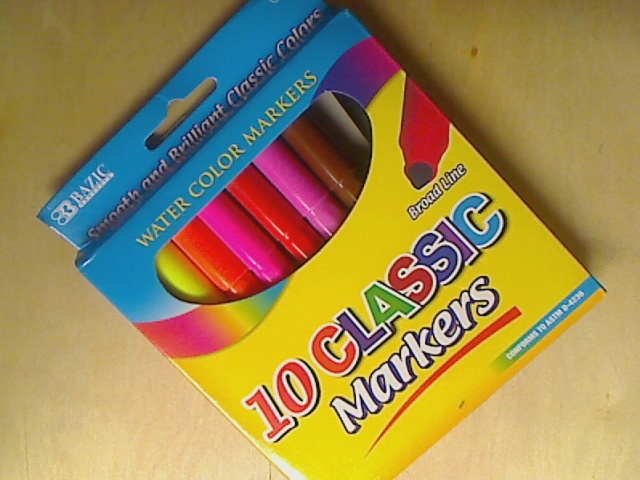 BAZIC
Smooth and Brilliant Classic Colors
WATER COLOR MARKERS
Broad Line
10 CLASSIC
Markers
CONFORMS TO ASTM D-4236